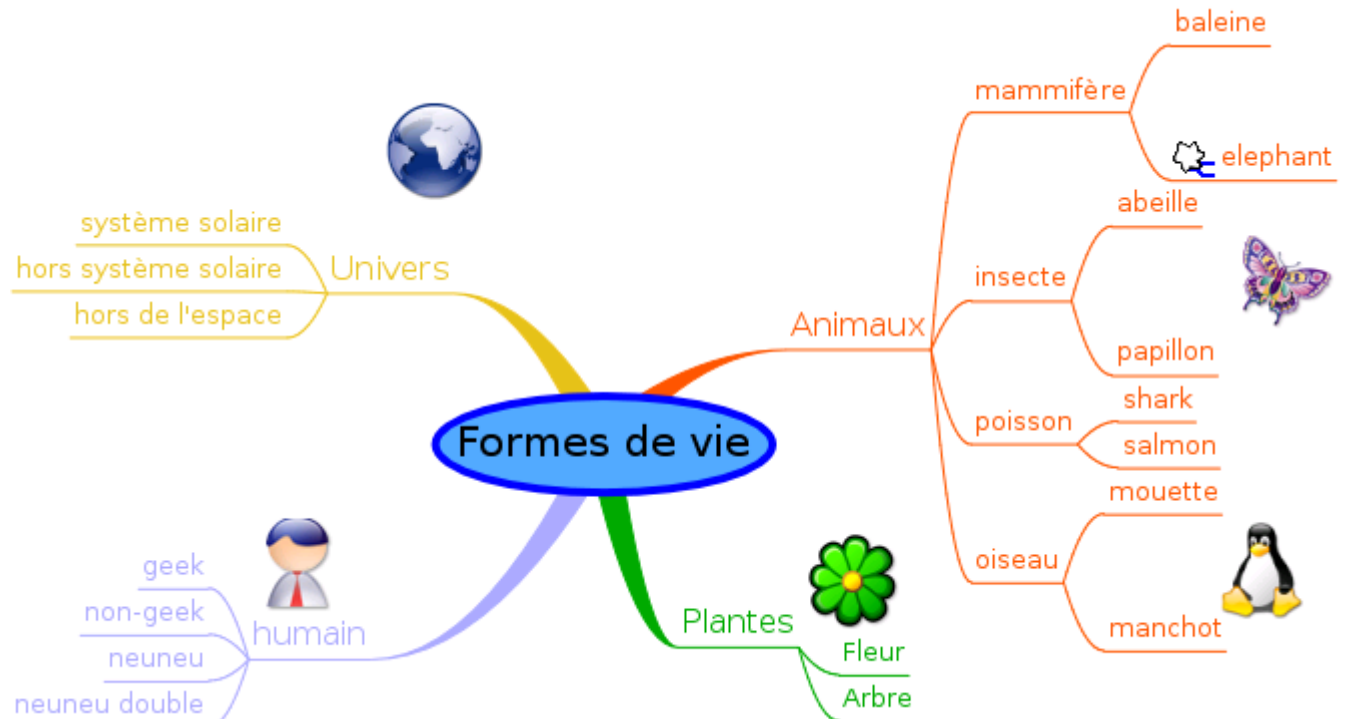 Formes de vie
Univers
système solaire
hors système solaire
hors de l'espace
humain
geek
non-geek
neuneu
neuneu double
Animaux
mammifère
baleine
elephant
insecte
abeille
papillon
poisson
shark
salmon
oiseau
mouette
manchot
Plantes
Fleur
Arbre